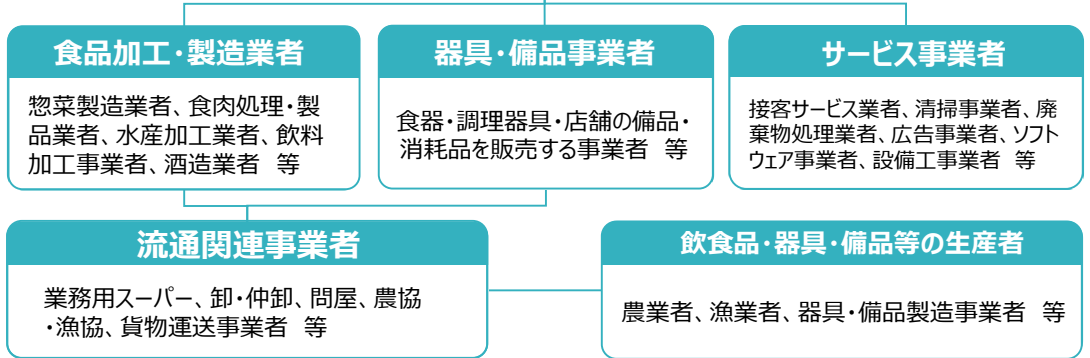 食品加工・製造業者
惣菜製造業者、食肉処理・製
品業者、水産加工業者、飲料
加工事業者、酒造業者　等
器具・備品事業者
食器・調理器具・店舗の備品・
消耗品を販売する事業者　等
サービス事業者
接客サービス業者、清掃事業者、廃
棄物処理業者、広告事業者、ソフト
ウェア事業者、設備工事業者　等
流通関連事業者
業務用スーパー、卸・仲卸、問屋、農協
・漁協、貨物運送事業者　等
飲食品・器具・備品等の生産者
農業者、漁業者、器具・備品製造事業者　等